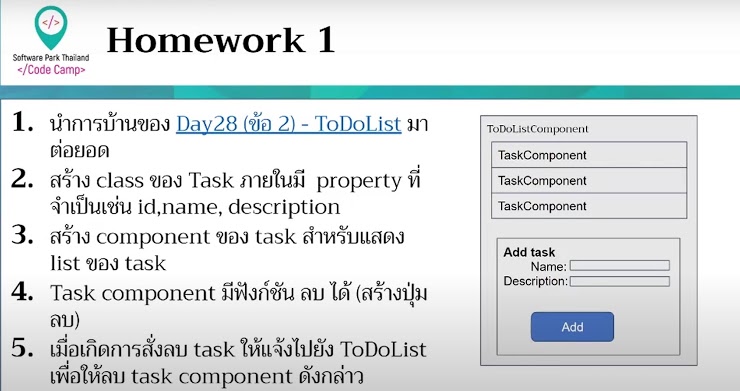 </>
Software Park Thailand
</Code Camp>
Homework 1
1. นำการบ้านของ Day28 (ข้อ 2) - ToDoList มา
ต่อยอด
2. สร้าง class ของ Task ภายในมี property ที่
จำเป็นเช่น id,name, description
3. สร้าง component ของ task สำหรับแสดง
list ของ task
4. Task component มีฟังก์ชัน ลบ ได้ (สร้างปุ่ม
ลบ)
5. เมื่อเกิดการสั่งลบ task ให้แจ้งไปยัง ToDoList
เพื่อให้ลบ task component ดังกล่าว
ToDoListComponent
TaskComponent
TaskComponent
TaskComponent
Add task
Name:
Description:
Add